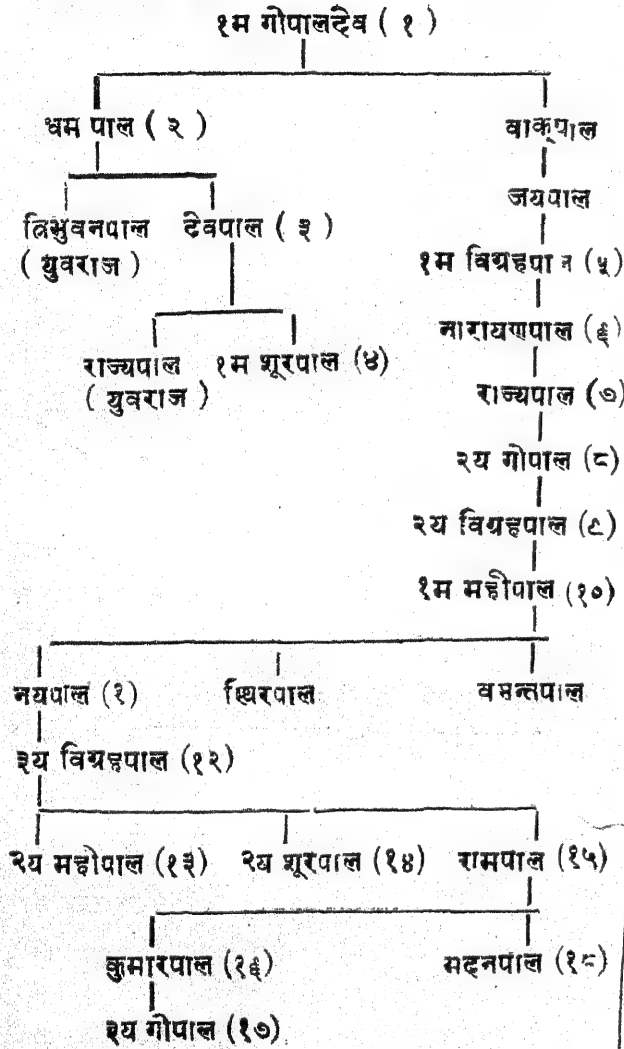 १म गोपालदेव ( १ )
धम पाल ( २ ) वाक्पाल
जयपाल
त्रिभुवनपाल देवपाल ( ३ )
( युवराज ) १म विग्रहपाल (५)
नारायणपाल (६)
राज्यपाल १म शूरपाल (४)
( युवराज ) राज्यपाल (७)
२य गोपाल (८)
२य विग्रहपाल (९)
१म महीपाल (१०)
नयपाल (१) स्थिरपाल वसन्तपाल
३य विग्रहपाल (१२)
२य महोपाल (१३) २य शूरपाल (१४) रामपाल (१५)
कुमारपाल (१६) मदनपाल (१८)
३य गोपाल (१७)